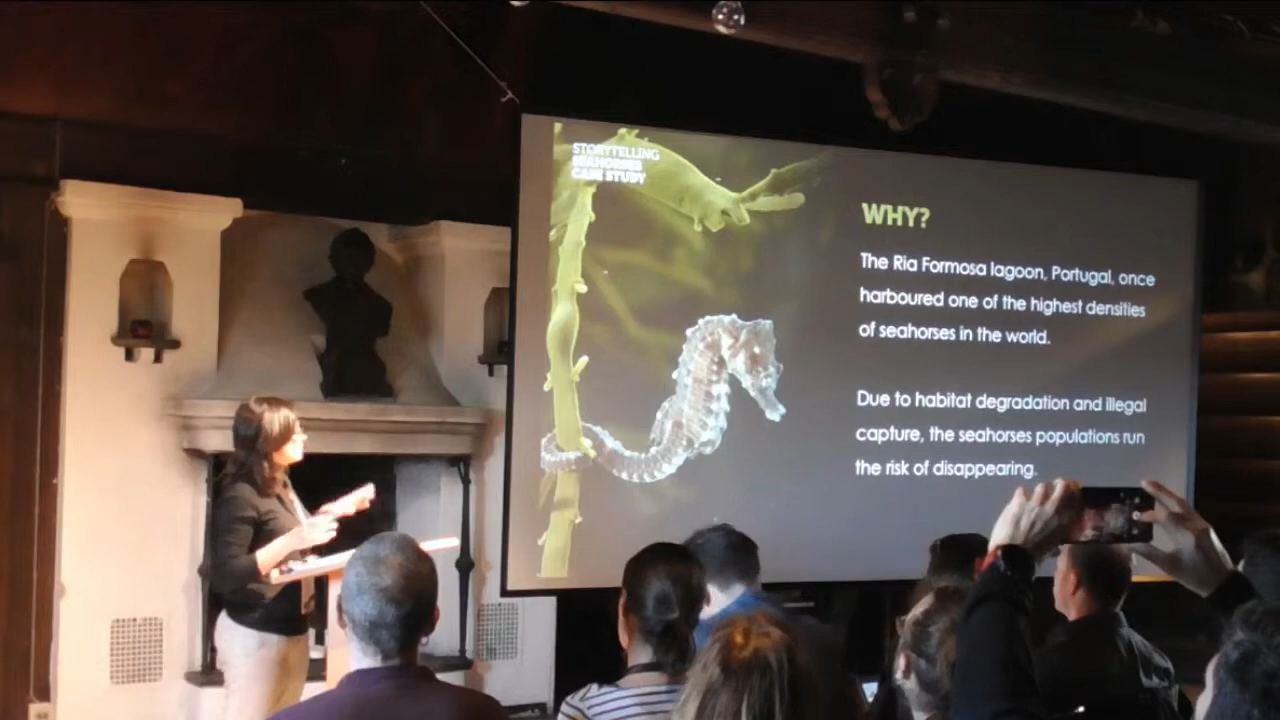 STORYTELLING
SEAHORSES
CASE STUDY
WHY?
The Ria Formosa lagoon, Portugal, once
harboured one of the highest densities
of seahorses in the world.
Due to habitat degradation and illegal
capture, the seahorses populations run
the risk of disappearing.